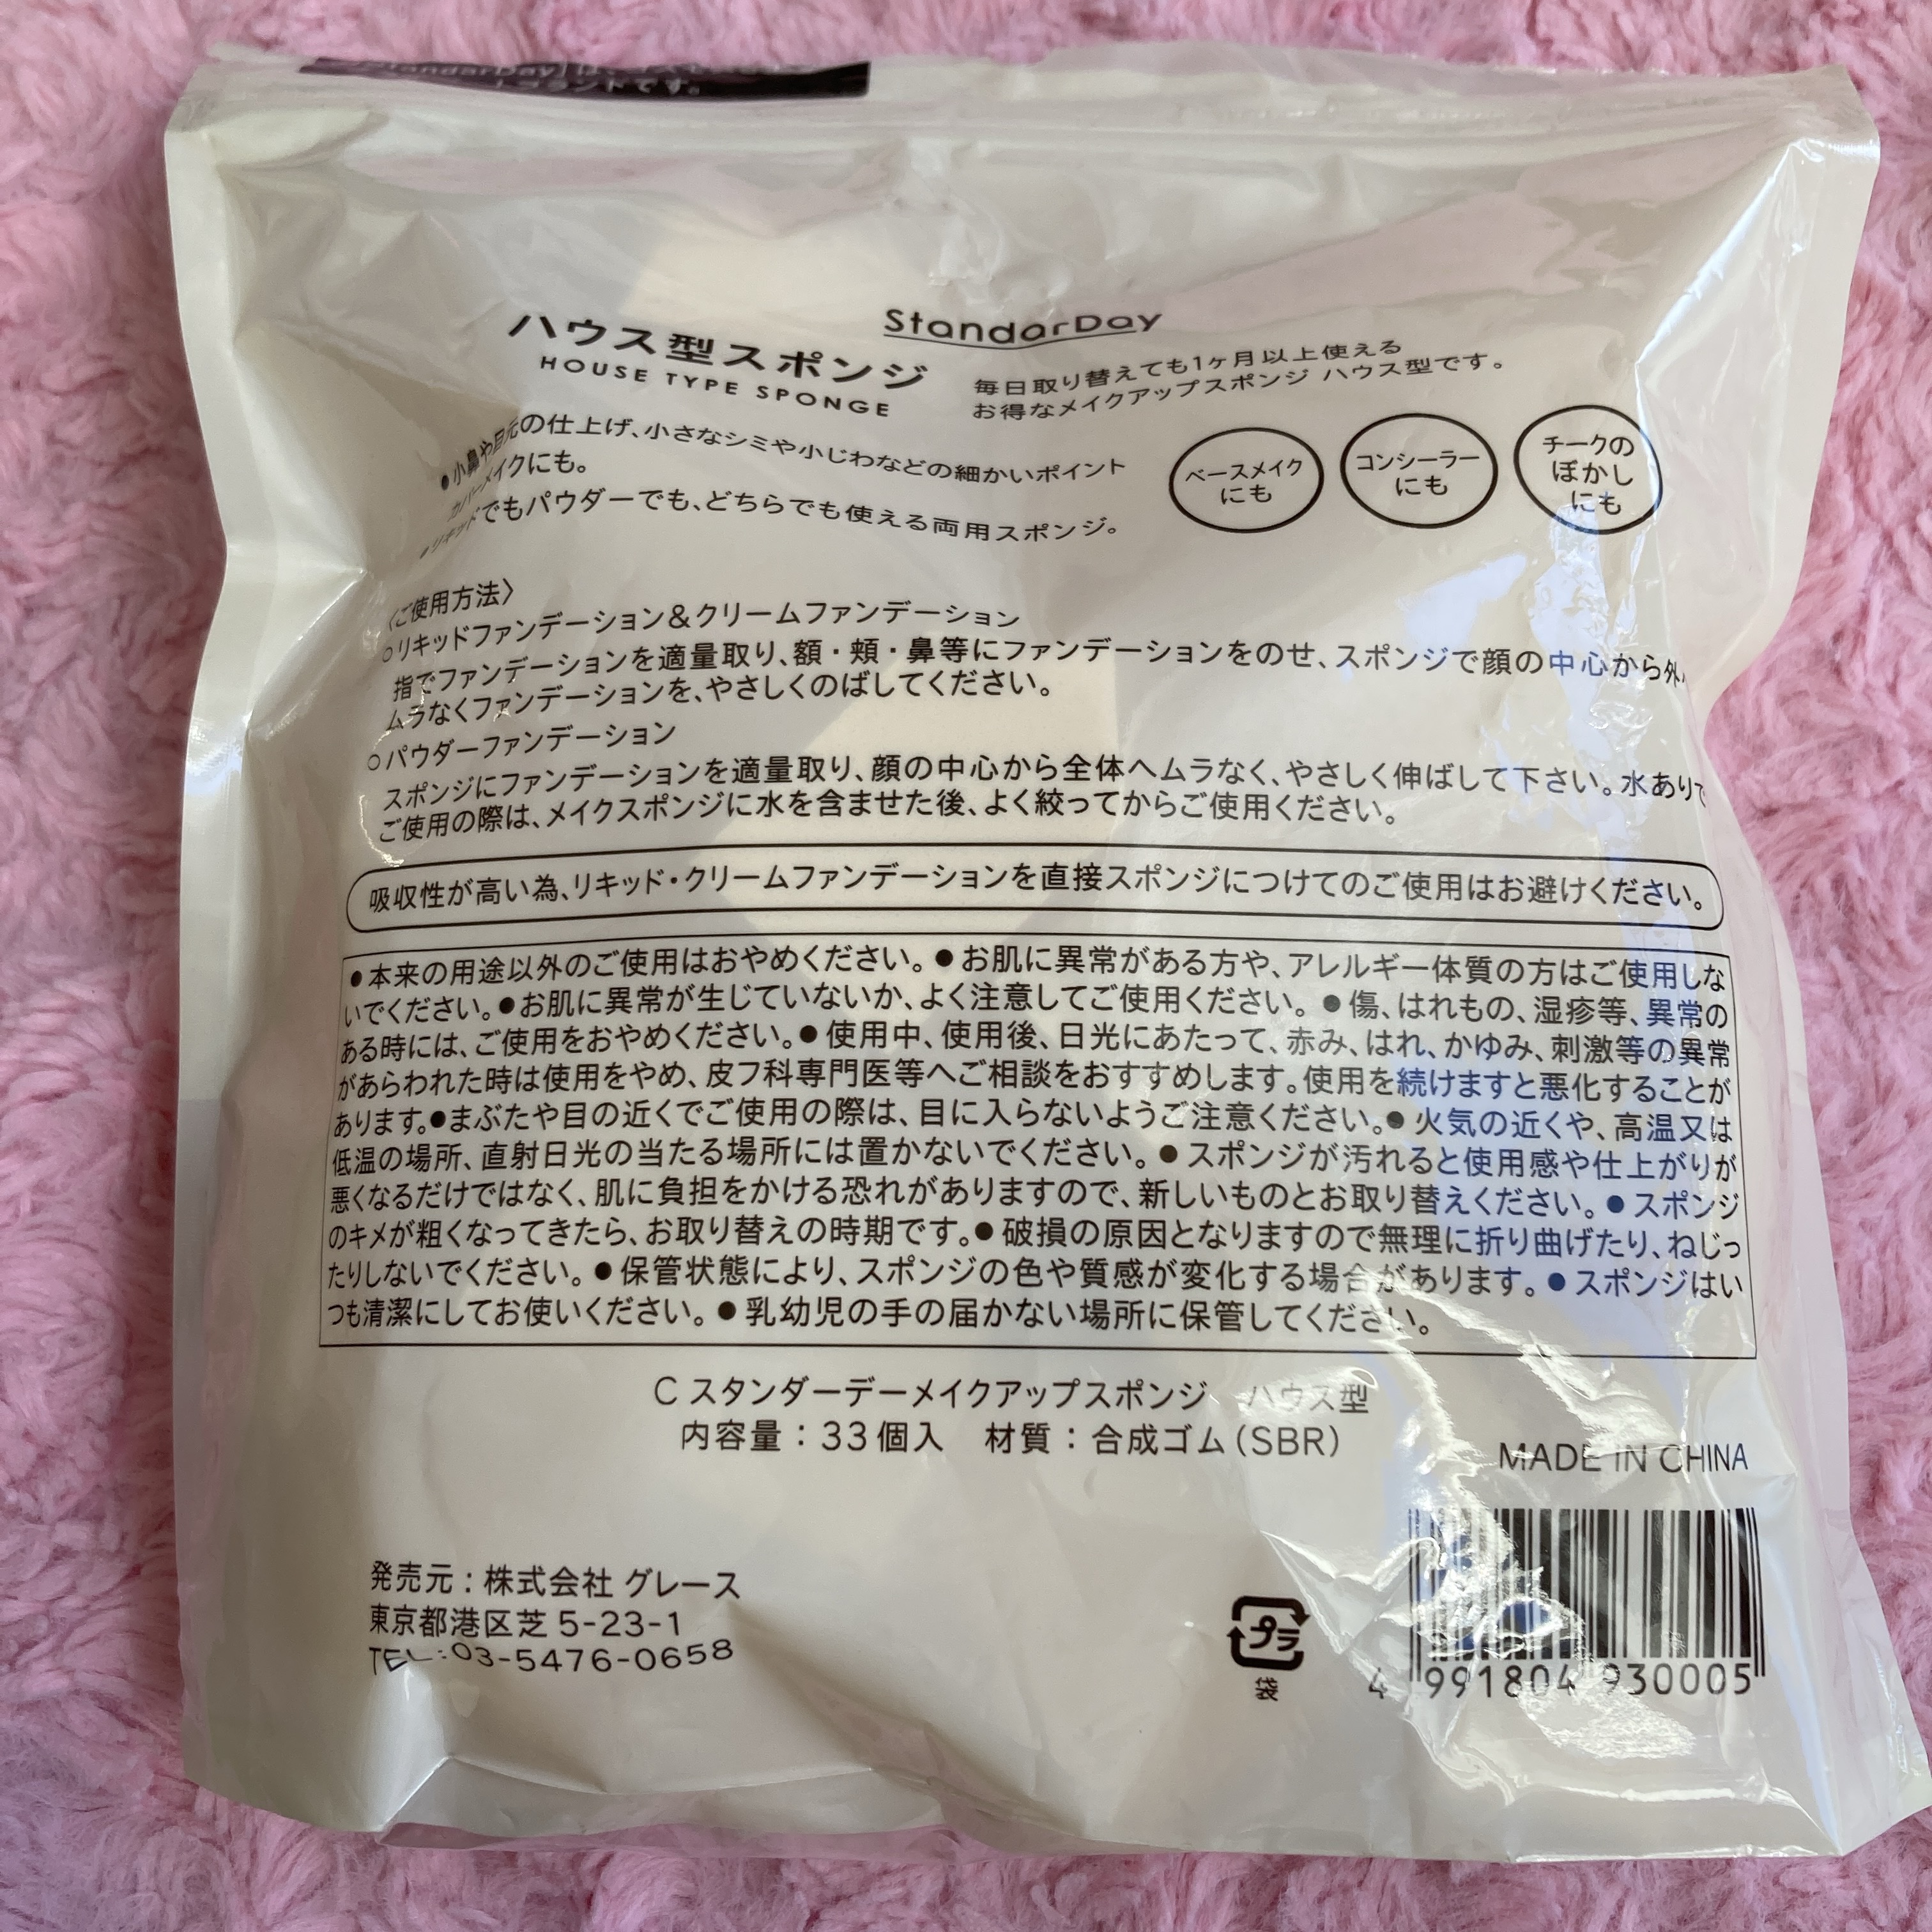 StandarDay」は、
ブランドです。
StandarDay
ハウス型スポンジ
HOUSE TYPE SPONGE
毎日取り替えても1ヶ月以上使える
お得なメイクアップスポンジ ハウス型です。
●小鼻や目元の仕上げ、小さなシミや小じわなどの細かいポイント
カバーメイクにも。
●リキッドでもパウダーでも、どちらでも使える両用スポンジ。
ベースメイク
にも
コンシーラー
にも
チークの
ぼかし
にも
〈ご使用方法〉
○リキッドファンデーション&クリームファンデーション
指でファンデーションを適量取り、額・頬・鼻等にファンデーションをのせ、スポンジで顔の中心から外
ムラなくファンデーションを、やさしくのばしてください。
○パウダーファンデーション
スポンジにファンデーションを適量取り、顔の中心から全体へムラなく、やさしく伸ばして下さい。水ありで
ご使用の際は、メイクスポンジに水を含ませた後、よく絞ってからご使用ください。
吸収性が高い為、リキッド・クリームファンデーションを直接スポンジにつけてのご使用はお避けください。
●本来の用途以外のご使用はおやめください。●お肌に異常がある方や、アレルギー体質の方はご使用しな
いでください。●お肌に異常が生じていないか、よく注意してご使用ください。●傷、はれもの、湿疹等、異常の
ある時には、ご使用をおやめください。●使用中、使用後、日光にあたって、赤み、はれ、かゆみ、刺激等の異常
があらわれた時は使用をやめ、皮フ科専門医等へご相談をおすすめします。使用を続けますと悪化することが
あります。●まぶたや目の近くでご使用の際は、目に入らないようご注意ください。●火気の近くや、高温又は
低温の場所、直射日光の当たる場所には置かないでください。●スポンジが汚れると使用感や仕上がりが
悪くなるだけではなく、肌に負担をかける恐れがありますので、新しいものとお取り替えください。●スポンジ
のキメが粗くなってきたら、お取り替えの時期です。●破損の原因となりますので無理に折り曲げたり、ねじっ
たりしないでください。●保管状態により、スポンジの色や質感が変化する場合があります。●スポンジはい
つも清潔にしてお使いください。●乳幼児の手の届かない場所に保管してください。
C スタンダーデーメイクアップスポンジ ハウス型
内容量:33個入 材質:合成ゴム(SBR)
MADE IN CHINA
発売元:株式会社 グレース
東京都港区芝 5-23-1
TEL:03-5476-0658
プラ
袋
4 991804 930005